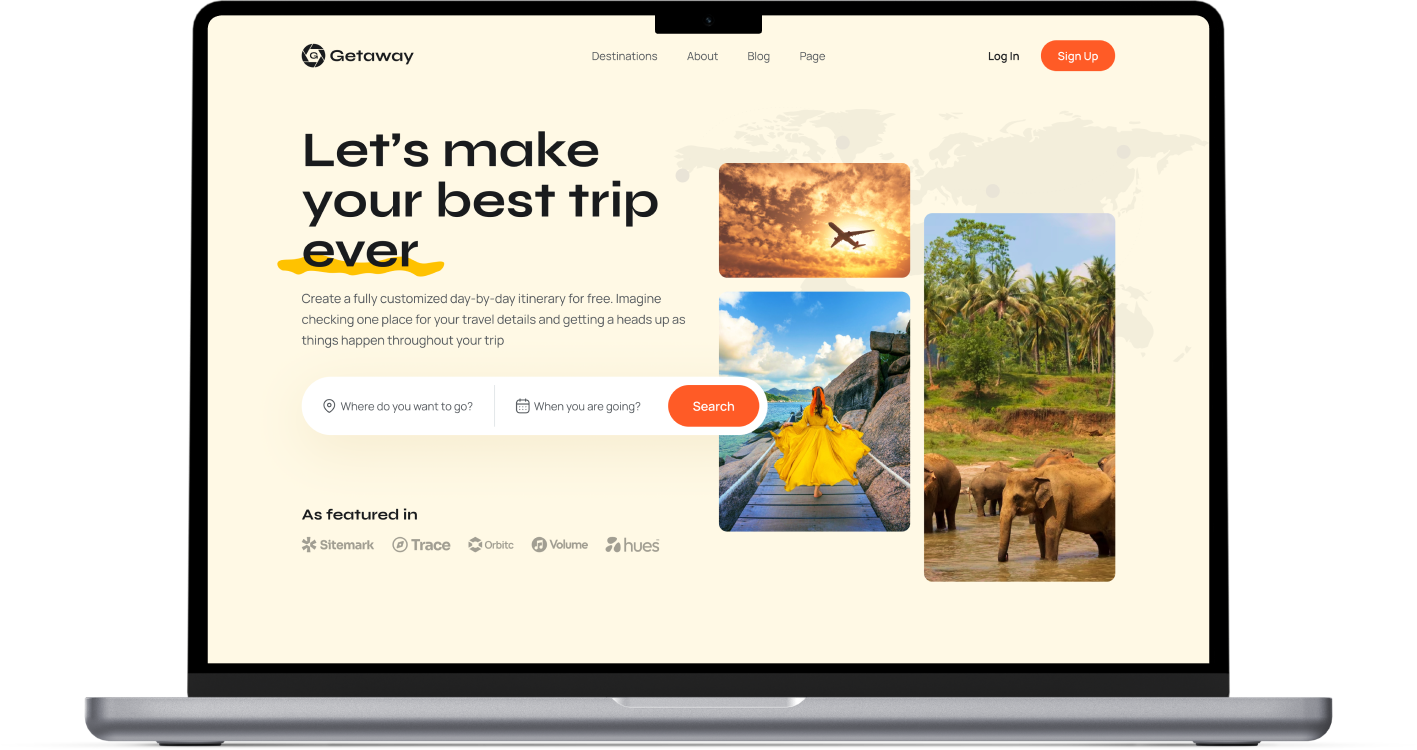 Getaway
Destinations About Blog Page
Log In Sign Up
Let's make
your best trip
ever
Create a fully customized day-by-day itinerary for free. Imagine
checking one place for your travel details and getting a heads up as
things happen throughout your trip
Where do you want to go? When you are going? Search
As featured in
Sitemark Trace Orbitc Volume hues